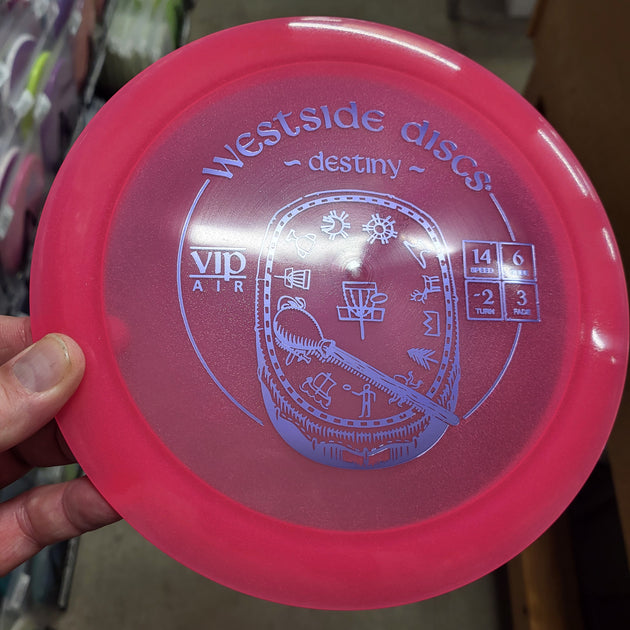 westside discs.
~ destiny ~
vip
AIR
14 6
SPEED GLIDE
-2 3
TURN FADE